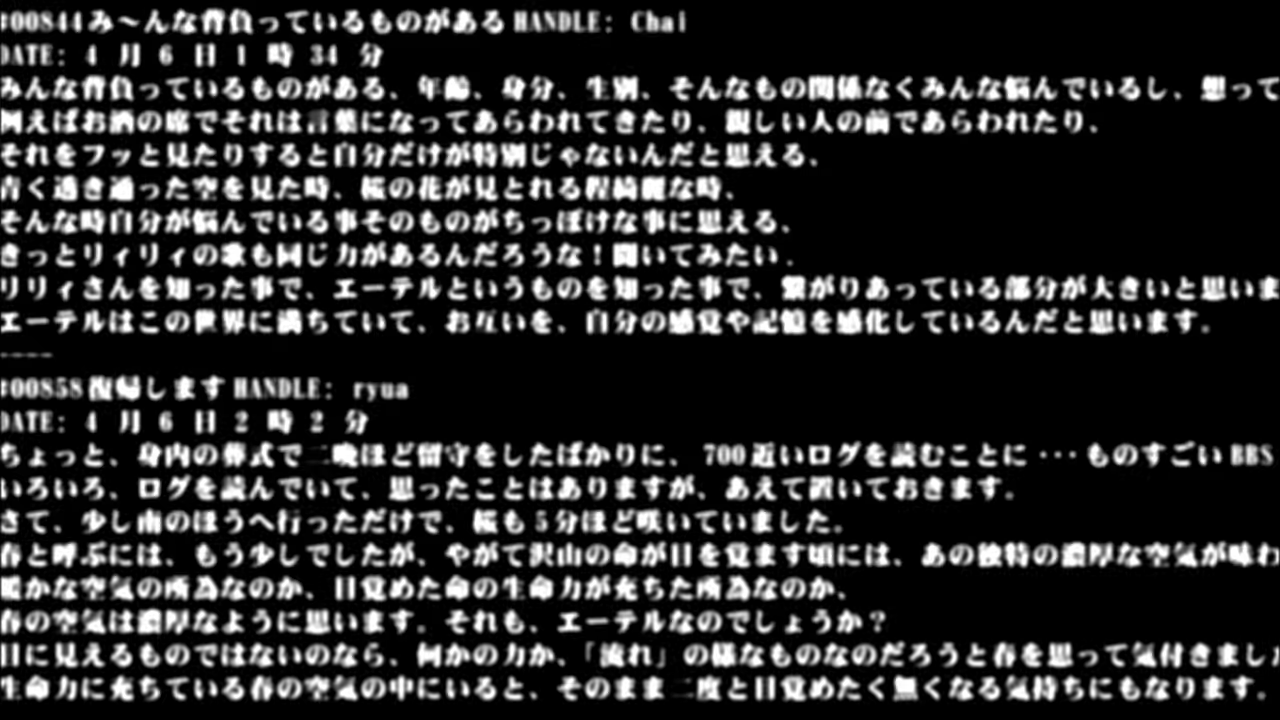 #00844み〜んな背負っているものがある HANDLE: Chai
DATE: 4 月 6 日 1 時 34 分
みんな背負っているものがある、年齢、身分、生別、そんなもの関係なくみんな悩んでいるし、想って
例えばお酒の席でそれは言葉になってあらわれてきたり、親しい人の前であらわれたり、
それをフッと見たりすると自分だけが特別じゃないんだと思える、
青く透き通った空を見た時、桜の花が見とれる程綺麗な時、
そんな時自分が悩んでいる事そのものがちっぽけな事に思える、
きっとリィリィの歌も同じ力があるんだろうな！聞いてみたい.
リリィさんを知った事で、エーテルというものを知った事で、繋がりあっている部分が大きいと思いま
エーテルはこの世界に満ちていて、お互いを、自分の感覚や記憶を感化しているんだと思います。
----
#00858復帰します HANDLE: ryua
DATE: 4 月 6 日 2 時 2 分
ちょっと、身内の葬式で二晩ほど留守をしたばかりに、700近いログを読むことに･･･ものすごいBBS
いろいろ、ログを読んでいて、思ったことはありますが、あえて置いておきます。
さて、少し南のほうへ行っただけで、桜も5分ほど咲いていました。
春と呼ぶには、もう少しでしたが、やがて沢山の命が目を覚ます頃には、あの独特の濃厚な空気が味わ
暖かな空気の所為なのか、目覚めた命の生命力が充ちた所為なのか、
春の空気は濃厚なように思います。それも、エーテルなのでしょうか？
目に見えるものではないのなら、何かの力か、「流れ」の様なものなのだろうと春を思って気付きまし
生命力に充ちている春の空気の中にいると、そのまま二度と目覚めたく無くなる気持ちにもなります。